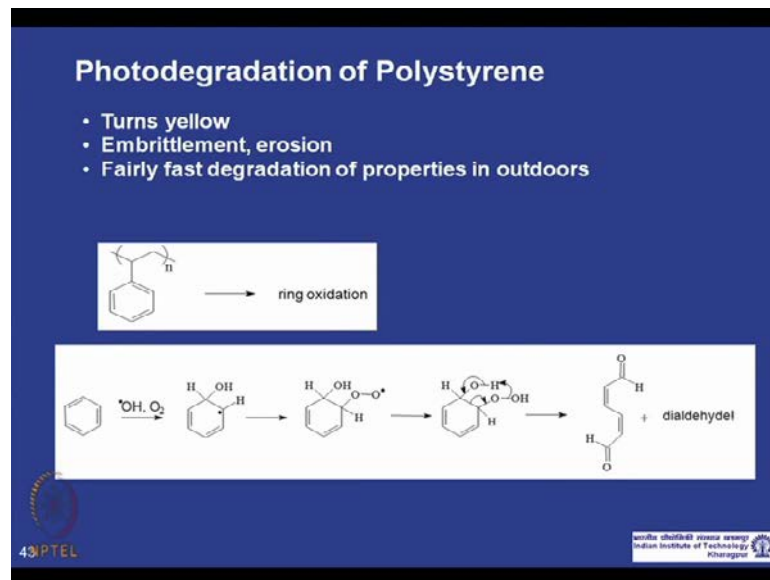 Photodegradation of Polystyrene
• Turns yellow
• Embrittlement, erosion
• Fairly fast degradation of properties in outdoors
n
ring oxidation
•OH, O2
H OH
H
•
H OH
O-O•
H
H O-H
O-OH
H
O
H
H
O
+ dialdehyde!
43
NPTEL
Indian Institute of Technology
Kharagpur